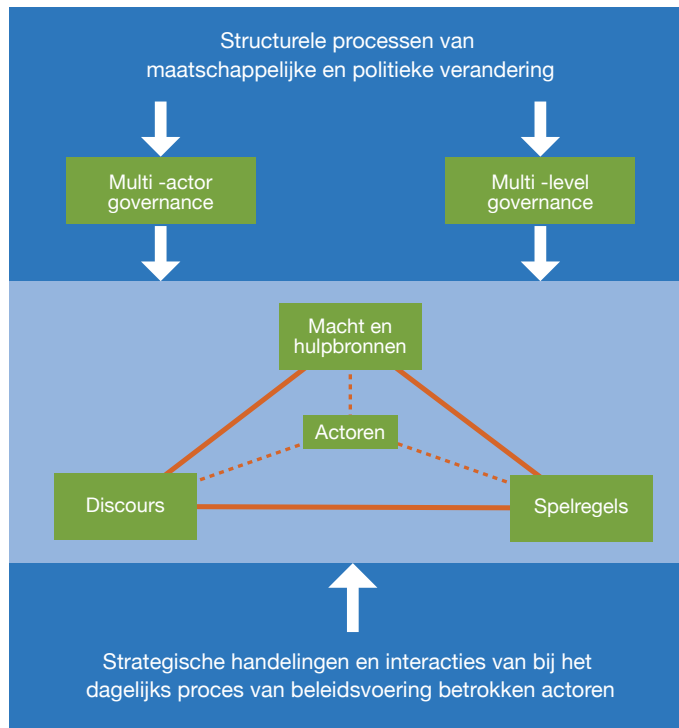 Structurele processen van
maatschappelijke en politieke verandering
Multi -actor
governance
Multi -level
governance
Macht en
hulpbronnen
Actoren
Discours
Spelregels
Strategische handelingen en interacties van bij het
dagelijks proces van beleidsvoering betrokken actoren